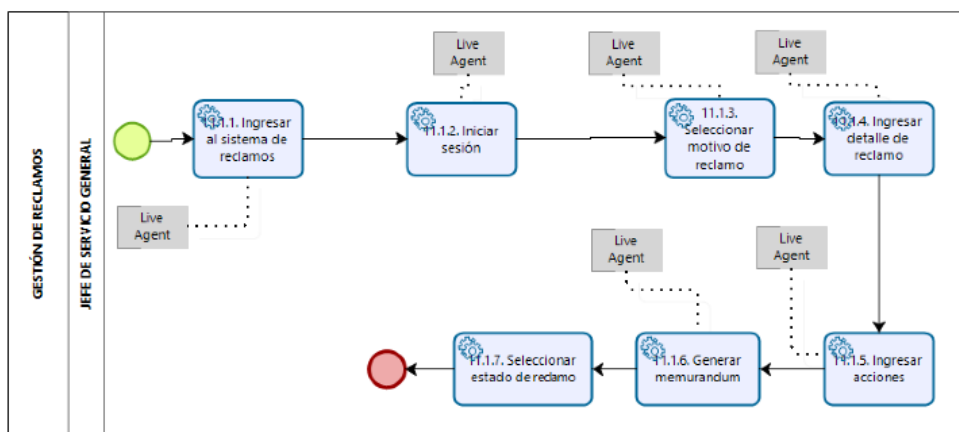 GESTIÓN DE RECLAMOS
JEFE DE SERVICIO GENERAL
Live
Agent
Live
Agent
Live
Agent
11.1.1. Ingresar
al sistema de
reclamos
11.1.2. Iniciar
sesión
11.1.3.
Seleccionar
motivo de
reclamo
11.1.4. Ingresar
detalle de
reclamo
Live
Agent
Live
Agent
Live
Agent
11.1.7. Seleccionar
estado de reclamo
11.1.6. Generar
memurandum
11.1.5. Ingresar
acciones